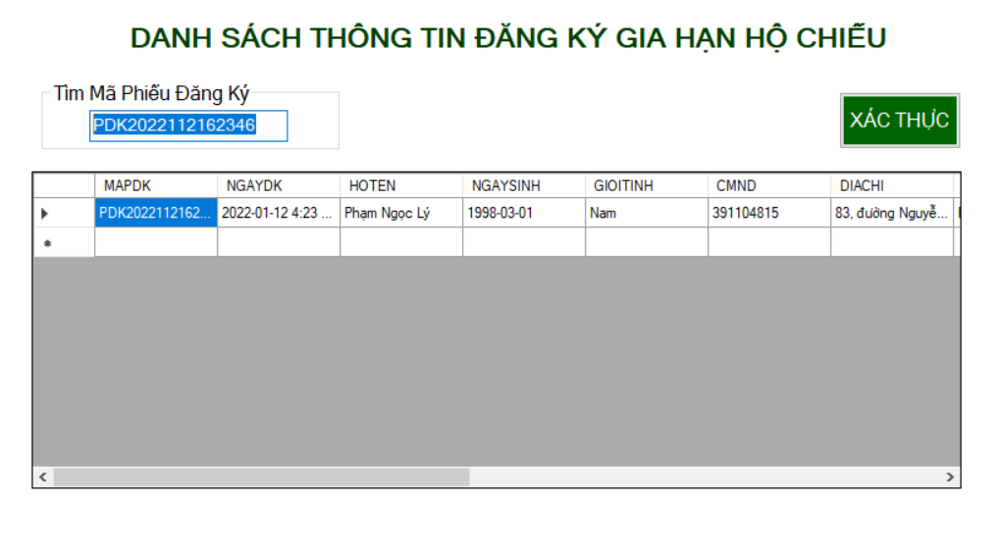 DANH SÁCH THÔNG TIN ĐĂNG KÝ GIA HẠN HỘ CHIẾU
Tìm Mã Phiếu Đăng Ký
PDK2022112162346
XÁC THỰC
MAPDK NGAYDK HOTEN NGAYSINH GIOITINH CMND DIACHI
PDK2022112162... 2022-01-12 4:23 ... Phạm Ngọc Lý 1998-03-01 Nam 391104815 83, đường Nguyễ...